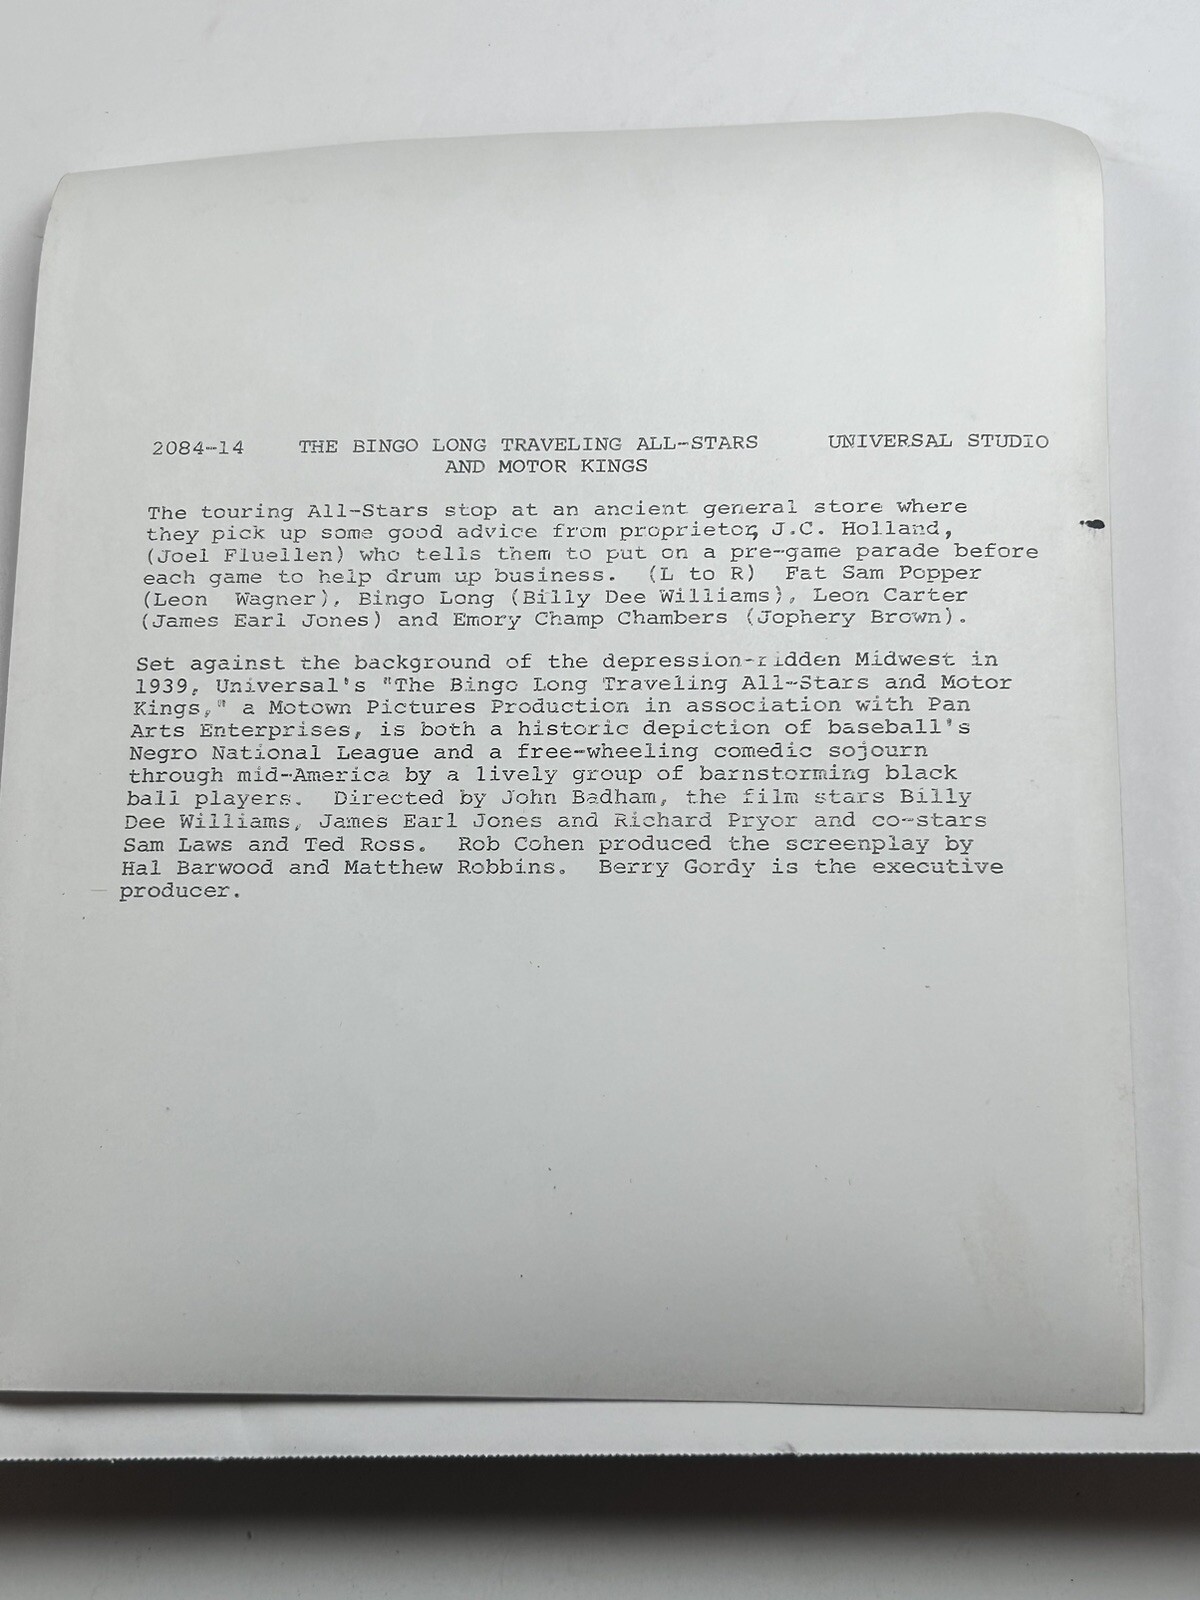 2084-14 THE BINGO LONG TRAVELING ALL-STARS UNIVERSAL STUDIO
AND MOTOR KINGS
The touring All-Stars stop at an ancient general store where
they pick up some good advice from proprietor, J.C. Holland,
(Joel Fluellen) who tells them to put on a pre-game parade before
each game to help drum up business. (L to R) Fat Sam Popper
(Leon Wagner), Bingo Long (Billy Dee Williams), Leon Carter
(James Earl Jones) and Emory Champ Chambers (Jophery Brown).
Set against the background of the depression-ridden Midwest in
1939, Universal's "The Bingo Long Traveling All-Stars and Motor
Kings," a Motown Pictures Production in association with Pan
Arts Enterprises, is both a historic depiction of baseball's
Negro National League and a free-wheeling comedic sojourn
through mid-America by a lively group of barnstorming black
ball players. Directed by John Badham, the film stars Billy
Dee Williams, James Earl Jones and Richard Pryor and co-stars
Sam Laws and Ted Ross. Rob Cohen produced the screenplay by
Hal Barwood and Matthew Robbins. Berry Gordy is the executive
producer.